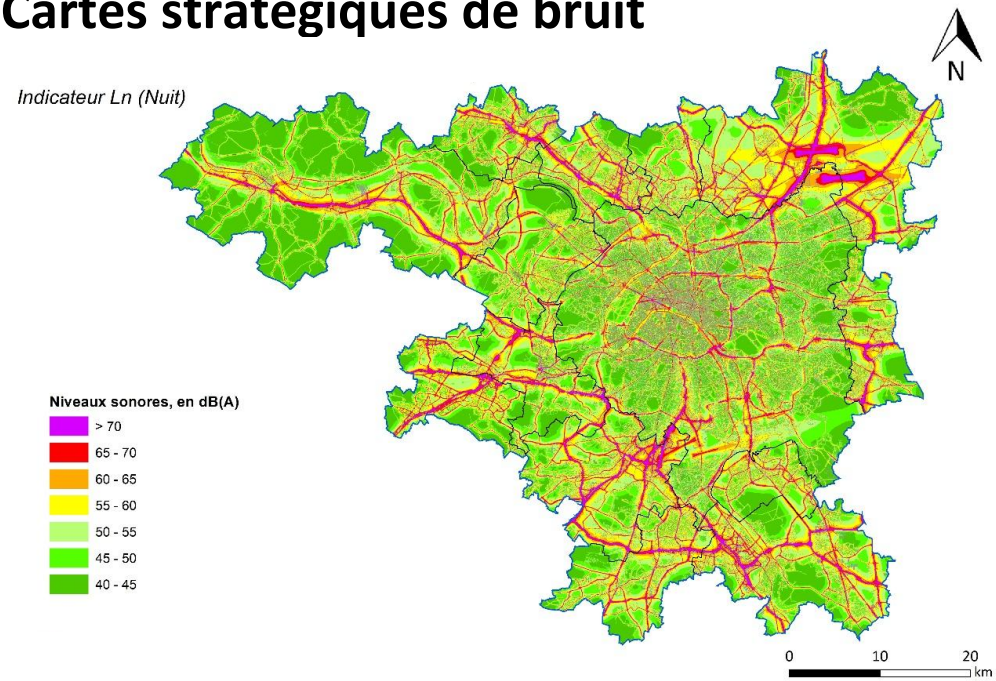 Cartes stratégiques de bruit
N
Indicateur Ln (Nuit)
Niveaux sonores, en dB(A)
> 70
65 - 70
60 - 65
55 - 60
50 - 55
45 - 50
40 - 45
0 10 20
km